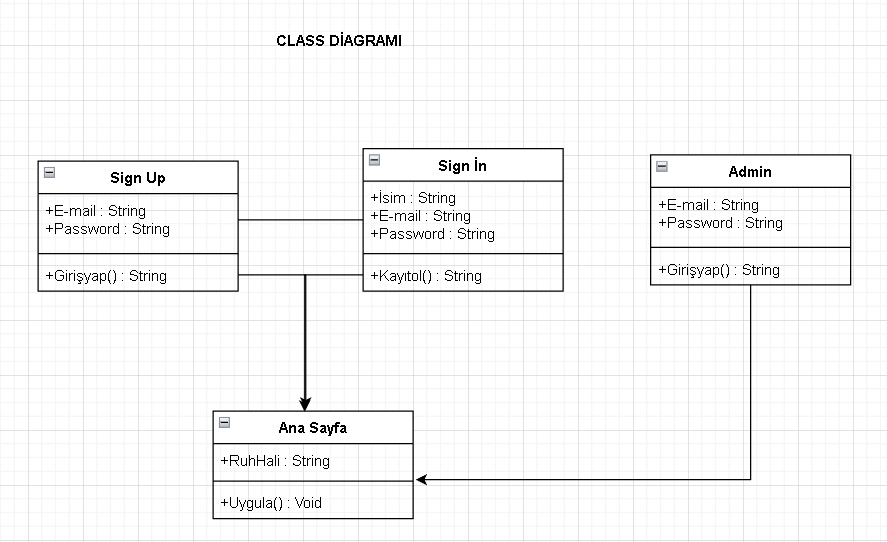 CLASS DİAGRAMI
Sign Up
+E-mail : String
+Password : String
+Girişyap() : String
Sign İn
+İsim : String
+E-mail : String
+Password : String
+Kayıtol() : String
Admin
+E-mail : String
+Password : String
+Girişyap() : String
Ana Sayfa
+RuhHali : String
+Uygula() : Void